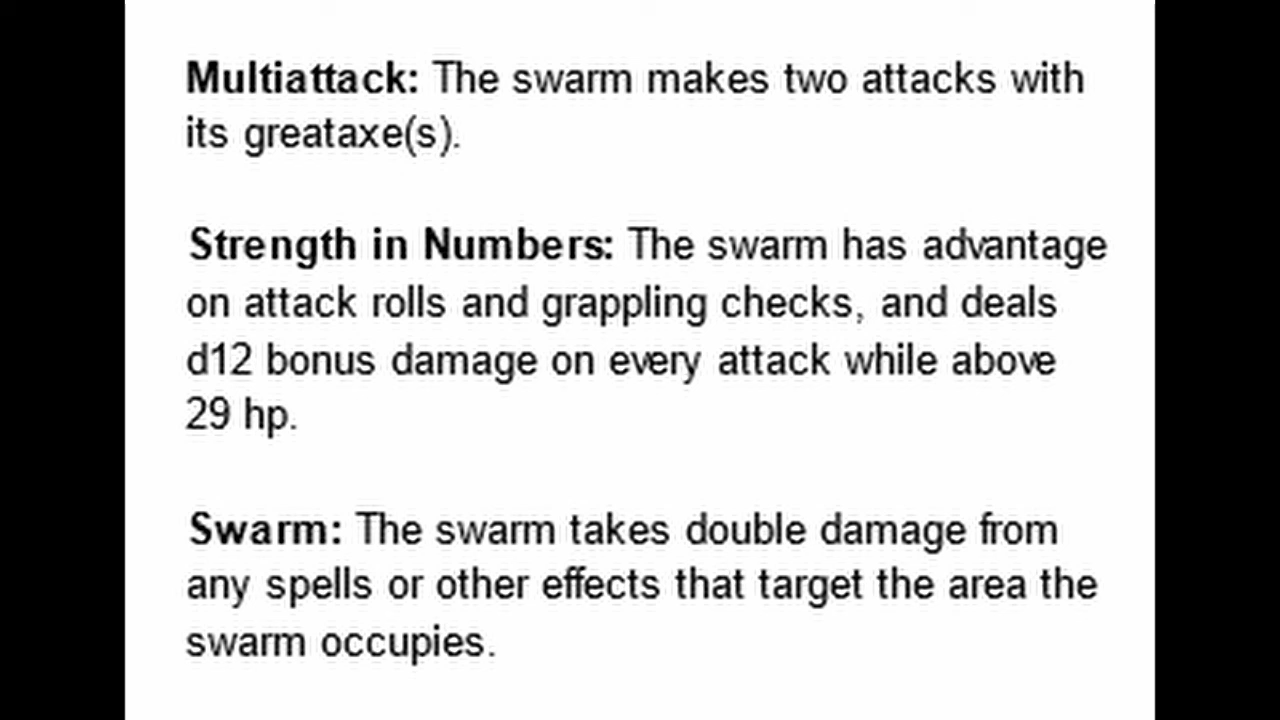 Multiattack: The swarm makes two attacks with
its greataxe(s).
Strength in Numbers: The swarm has advantage
on attack rolls and grappling checks, and deals
d12 bonus damage on every attack while above
29 hp.
Swarm: The swarm takes double damage from
any spells or other effects that target the area the
swarm occupies.